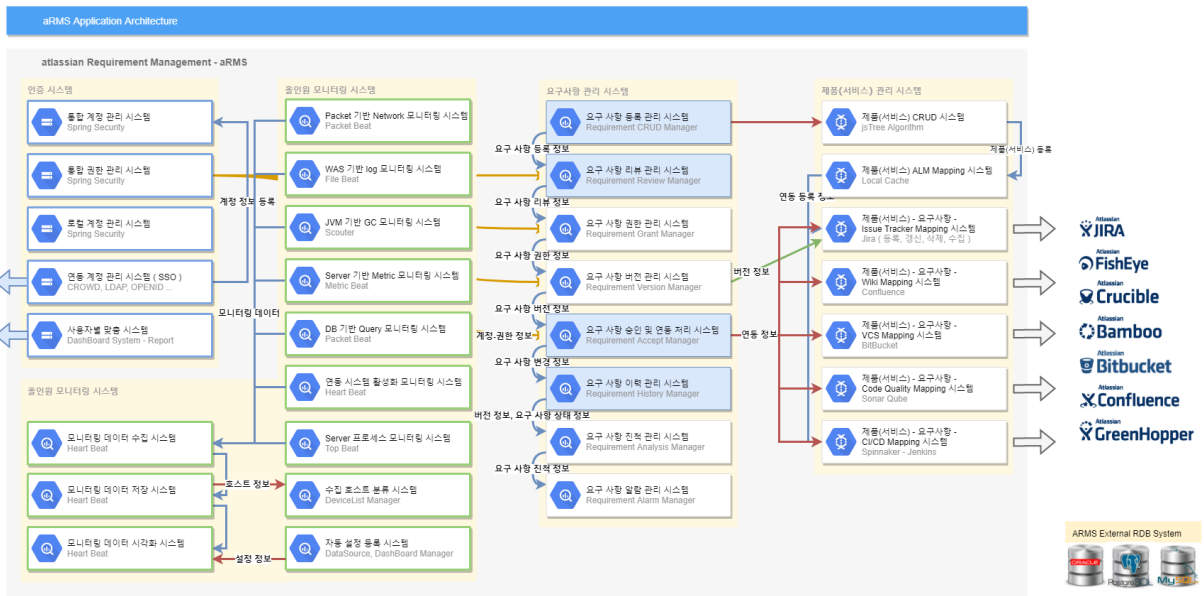 aRMS Application Architecture
atlassian Requirement Management - aRMS
인증 시스템
통합 계정 관리 시스템
Spring Security
통합 권한 관리 시스템
Spring Security
로컬 계정 관리 시스템
Spring Security
연동 계정 관리 시스템 ( SSO )
CROWD, LDAP, OPENID ...
사용자별 맞춤 시스템
DashBoard System - Report
계정 정보 등록
모니터링 데이터
올인원 모니터링 시스템
모니터링 데이터 수집 시스템
Heart Beat
모니터링 데이터 저장 시스템
Heart Beat
모니터링 데이터 시각화 시스템
Heart Beat
호스트 정보
설정 정보
올인원 모니터링 시스템
Packet 기반 Network 모니터링 시스템
Packet Beat
WAS 기반 log 모니터링 시스템
File Beat
JVM 기반 GC 모니터링 시스템
Scouter
Server 기반 Metric 모니터링 시스템
Metric Beat
DB 기반 Query 모니터링 시스템
Packet Beat
연동 시스템 활성화 모니터링 시스템
Heart Beat
Server 프로세스 모니터링 시스템
Top Beat
수집 호스트 분류 시스템
DeviceList Manager
자동 설정 등록 시스템
DataSource, DashBoard Manager
요구사항 관리 시스템
요구 사항 등록 관리 시스템
Requirement CRUD Manager
요구 사항 등록 정보
요구 사항 리뷰 관리 시스템
Requirement Review Manager
요구 사항 리뷰 정보
요구 사항 권한 관리 시스템
Requirement Grant Manager
요구 사항 권한 정보
요구 사항 버전 관리 시스템
Requirement Version Manager
요구 사항 버전 정보
계정-권한 정보
요구 사항 승인 및 연동 처리 시스템
Requirement Accept Manager
요구 사항 변경 정보
요구 사항 이력 관리 시스템
Requirement History Manager
버전 정보, 요구 사항 상태 정보
요구 사항 진척 관리 시스템
Requirement Analysis Manager
요구 사항 진척 정보
요구 사항 알람 관리 시스템
Requirement Alarm Manager
버전 정보
연동 정보
제품(서비스) 관리 시스템
제품(서비스) CRUD 시스템
jsTree Algorithm
제품(서비스) 등록
제품(서비스) ALM Mapping 시스템
Local Cache
연동 등록 정보
제품(서비스) - 요구사항 -
Issue Tracker Mapping 시스템
Jira ( 등록, 갱신, 삭제, 수집 )
제품(서비스) - 요구사항 -
Wiki Mapping 시스템
Confluence
제품(서비스) - 요구사항 -
VCS Mapping 시스템
BitBucket
제품(서비스) - 요구사항 -
Code Quality Mapping 시스템
Sonar Qube
제품(서비스) - 요구사항 -
CI/CD Mapping 시스템
Spinnaker - Jenkins
Atlassian
JIRA
Atlassian
FishEye
Atlassian
Crucible
Atlassian
Bamboo
Atlassian
Bitbucket
Atlassian
Confluence
Atlassian
GreenHopper
ARMS External RDB System
ORACLE
PostgreSQL
MySQL